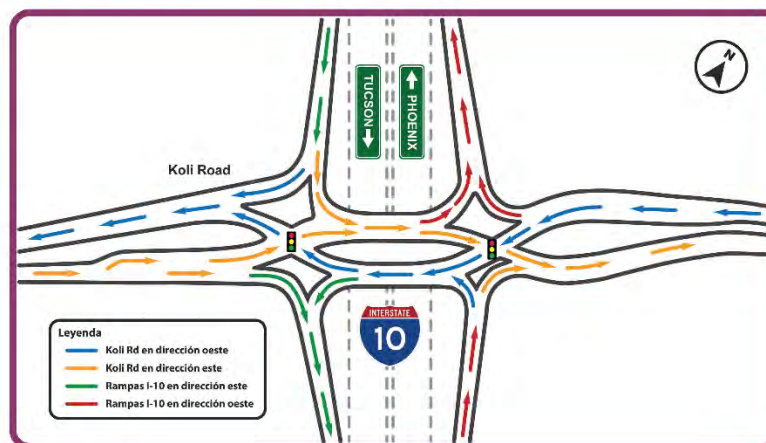 N
TUCSON
PHOENIX
Koli Road
INTERSTATE
10
Leyenda
Koli Rd en dirección oeste
Koli Rd en dirección este
Rampas I-10 en dirección este
Rampas I-10 en dirección oeste